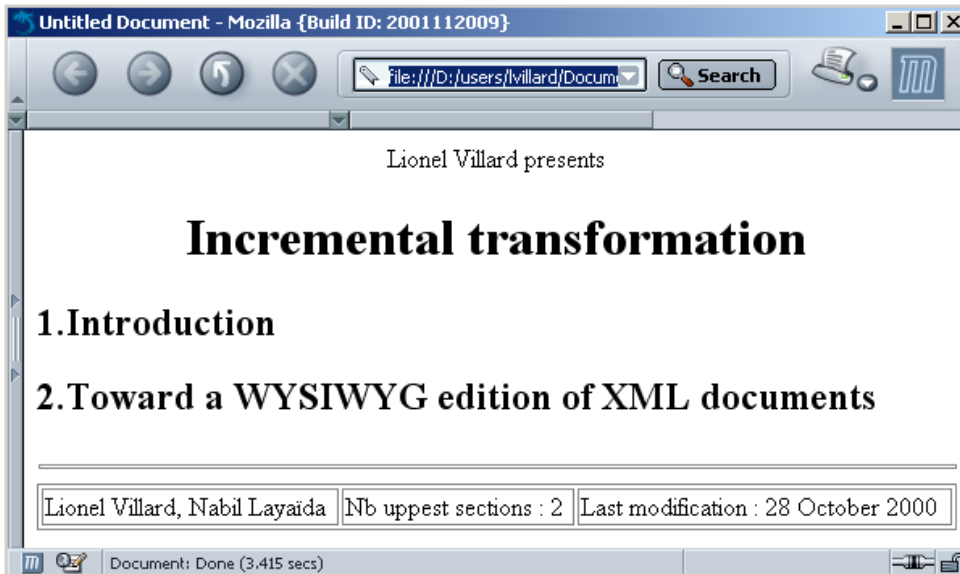 Untitled Document - Mozilla {Build ID: 2001112009}
file:///D:/users/lvillard/Docum
Search
Lionel Villard presents
Incremental transformation
1.Introduction
2.Toward a WYSIWYG edition of XML documents
Lionel Villard, Nabil Layaïda Nb uppest sections : 2 Last modification : 28 October 2000
Document: Done (3.415 secs)